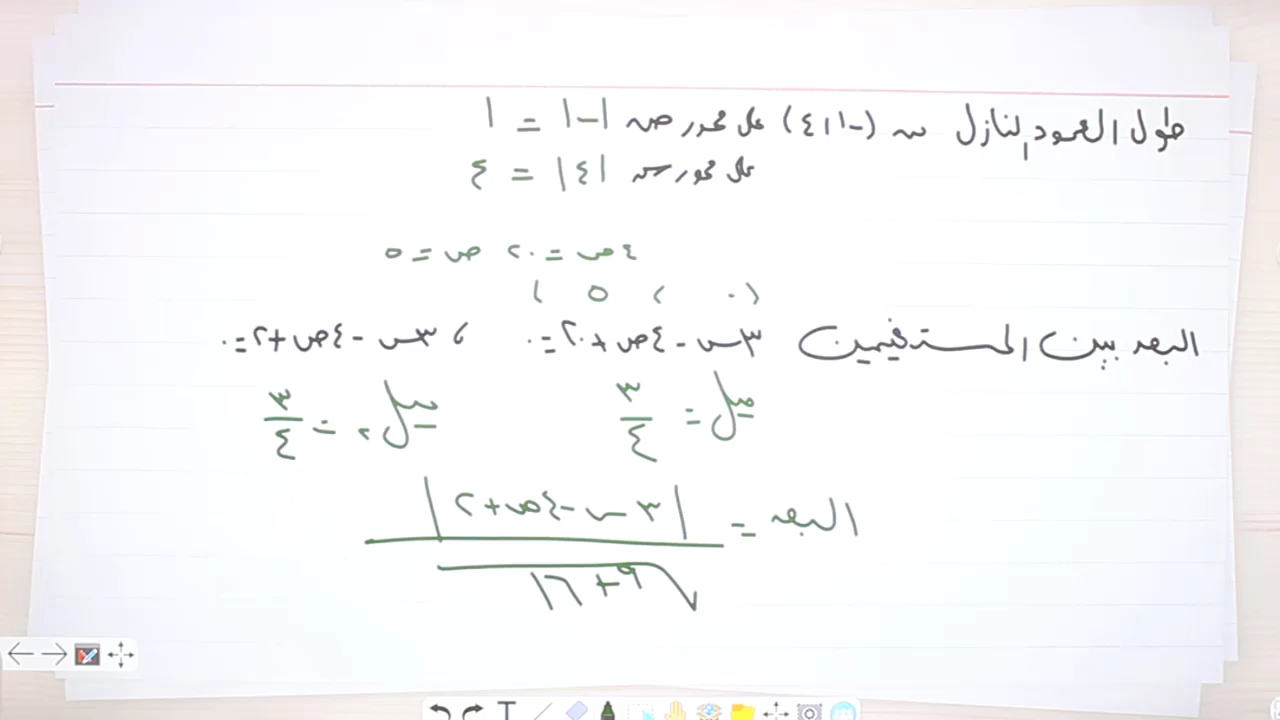 طول العمود النازل من (-١،٤) على محور ص |-١| = ١
على محور س |٤| = ٤
٤ص = ٢٠ ص = ٥
(٠ ، ٥)
البعد بين المستقيمين ٣س - ٤ص + ٢٠ = ٠ ، ٣س - ٤ص + ٢ = ٠
ميل = ٣/٤ ميل٢ = ٣/٤
البعد = |٣س - ٤ص + ٢| / √(٩ + ١٦)
T